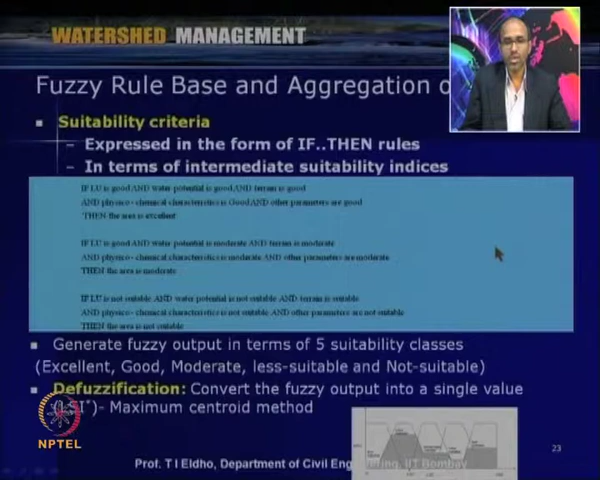 WATERSHED MANAGEMENT
Fuzzy Rule Base and Aggregation o
Suitability criteria
– Expressed in the form of IF..THEN rules
– In terms of intermediate suitability indices
IF LU is good AND water potential is good AND terrain is good
AND physico - chemical characteristics is Good AND other parameters are good
THEN the area is excellent
IF LU is good AND water potential is moderate AND terrain is moderate
AND physico - chemical characteristics is moderate AND other parameters are moderate
THEN the area is moderate
IF LU is not suitable AND water potential is not suitable AND terrain is suitable
AND physico - chemical characteristics is not suitable AND other parameters are not suitable
THEN the area is not suitable
Generate fuzzy output in terms of 5 suitability classes
(Excellent, Good, Moderate, less-suitable and Not-suitable)
Defuzzification: Convert the fuzzy output into a single value
(LSI*)- Maximum centroid method
NPTEL
23
Prof. T I Eldho, Department of Civil Engineering, IIT Bombay